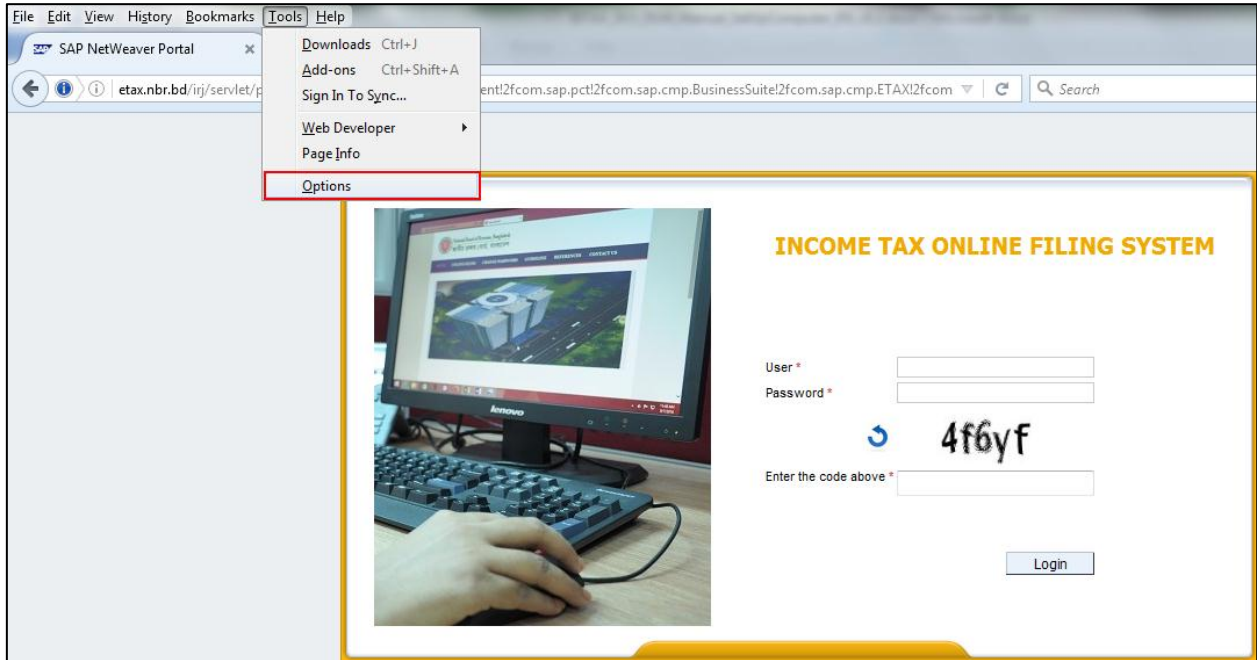 File Edit View History Bookmarks Tools Help
SAP NetWeaver Portal ×
Downloads Ctrl+J
Add-ons Ctrl+Shift+A
Sign In To Sync...
Web Developer
Page Info
Options
etax.nbr.bd/irj/servlet/p
ent!2fcom.sap.pct!2fcom.sap.cmp.BusinessSuite!2fcom.sap.cmp.ETAX!2fcom
Search
INCOME TAX ONLINE FILING SYSTEM
User *
Password *
4f6yf
Enter the code above *
Login
lenovo